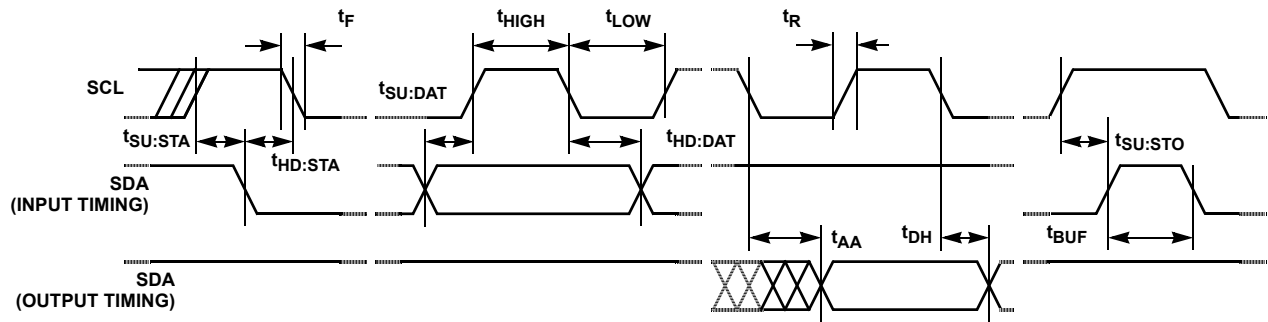 tF
tHIGH
tLOW
tR
SCL
tSU:DAT
tSU:STA
tHD:STA
tHD:DAT
tSU:STO
SDA
(INPUT TIMING)
tAA
tDH
tBUF
SDA
(OUTPUT TIMING)